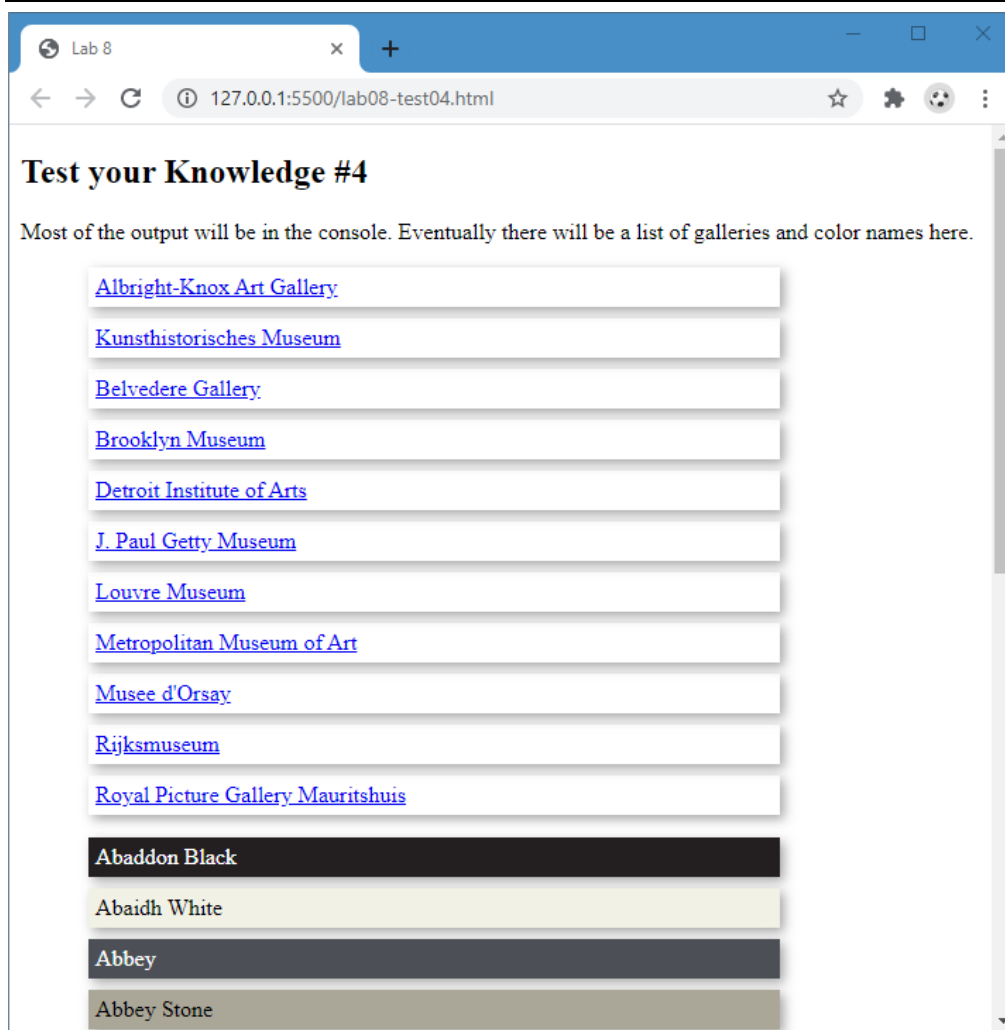 Lab 8
127.0.0.1:5500/lab08-test04.html
Test your Knowledge #4
Most of the output will be in the console. Eventually there will be a list of galleries and color names here.
Albright-Knox Art Gallery
Kunsthistorisches Museum
Belvedere Gallery
Brooklyn Museum
Detroit Institute of Arts
J. Paul Getty Museum
Louvre Museum
Metropolitan Museum of Art
Musee d'Orsay
Rijksmuseum
Royal Picture Gallery Mauritshuis
Abaddon Black
Abaidh White
Abbey
Abbey Stone